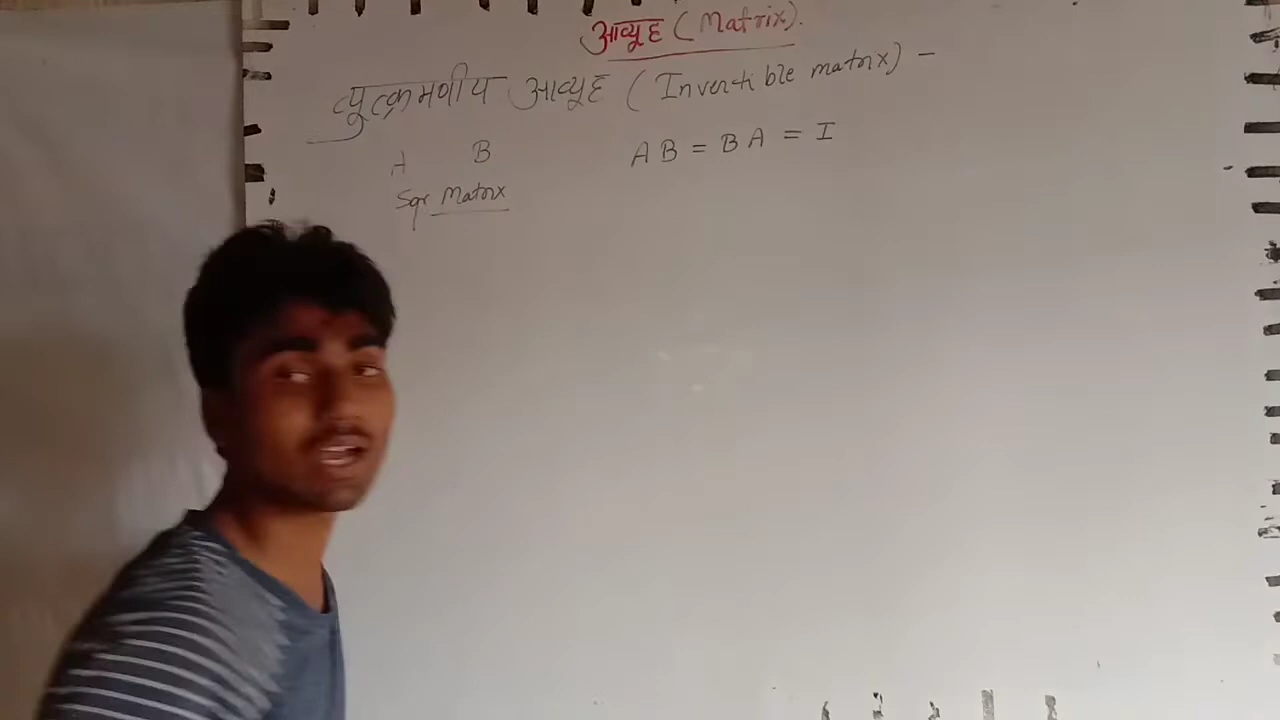 आव्यूह (Matrix).
व्युत्क्रमणीय आव्यूह (Invertible matrix) -
A B AB = BA = I
Sqr Matrix